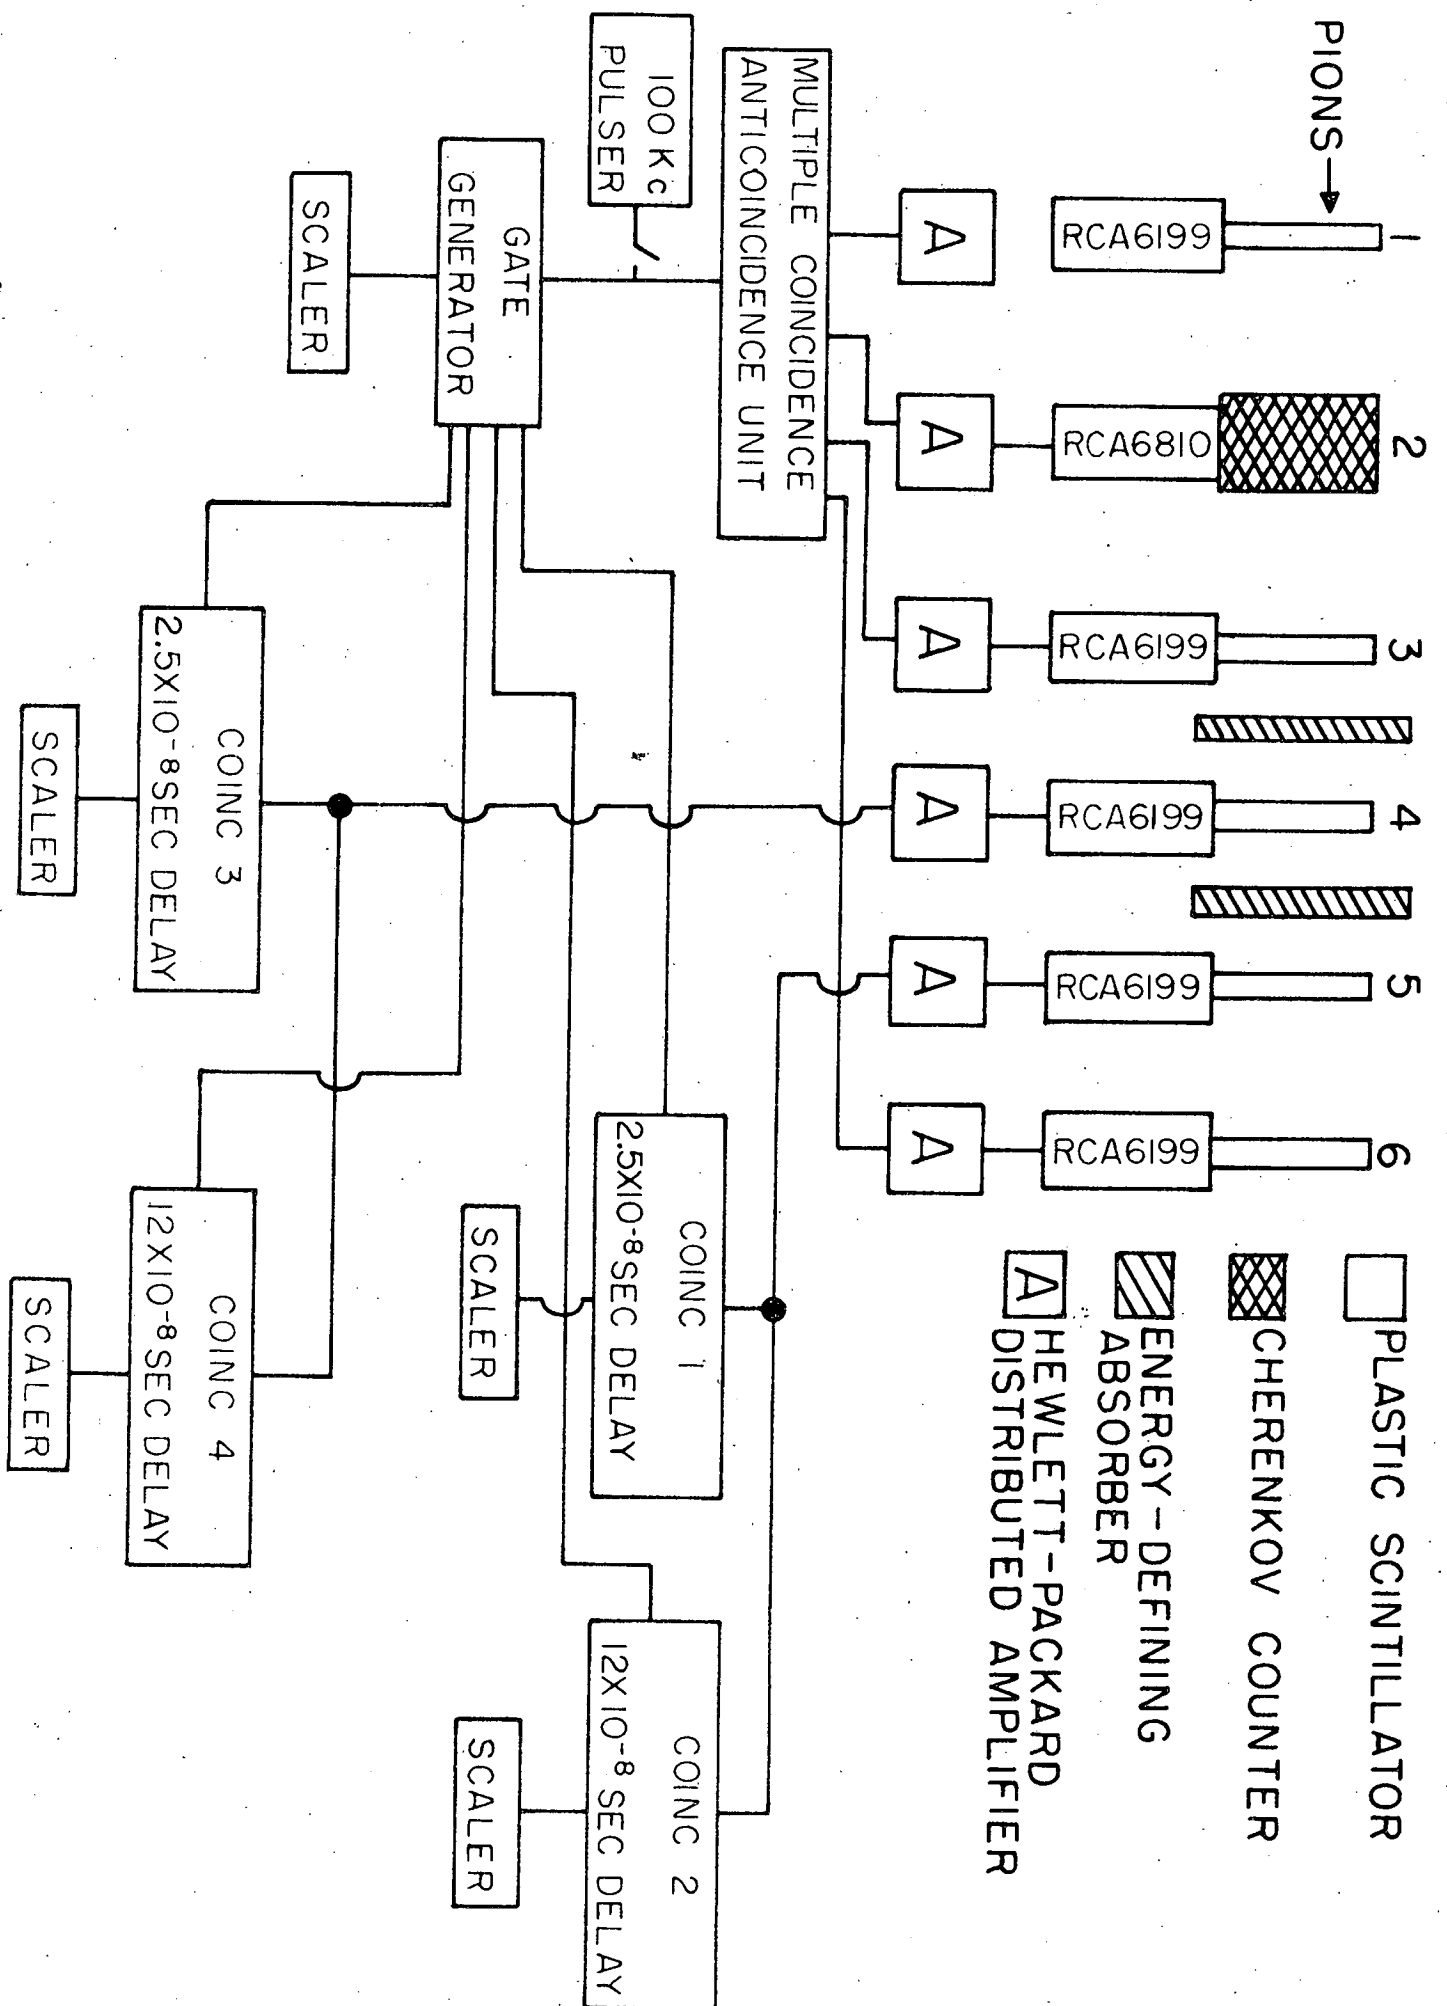 PIONS→
1
2
3
4
5
6
RCA6199
RCA6810
RCA6199
RCA6199
RCA6199
RCA6199
A
A
A
A
A
A
PLASTIC SCINTILLATOR
CHERENKOV COUNTER
ENERGY-DEFINING
ABSORBER
A
HEWLETT-PACKARD
DISTRIBUTED AMPLIFIER
MULTIPLE COINCIDENCE
ANTICOINCIDENCE UNIT
100 Kc
PULSER
GATE
GENERATOR
SCALER
COINC 1
2.5X10-8SEC DELAY
SCALER
COINC 2
12X10-8 SEC DELAY
SCALER
COINC 3
2.5X10-8SEC DELAY
SCALER
COINC 4
12X10-8SEC DELAY
SCALER